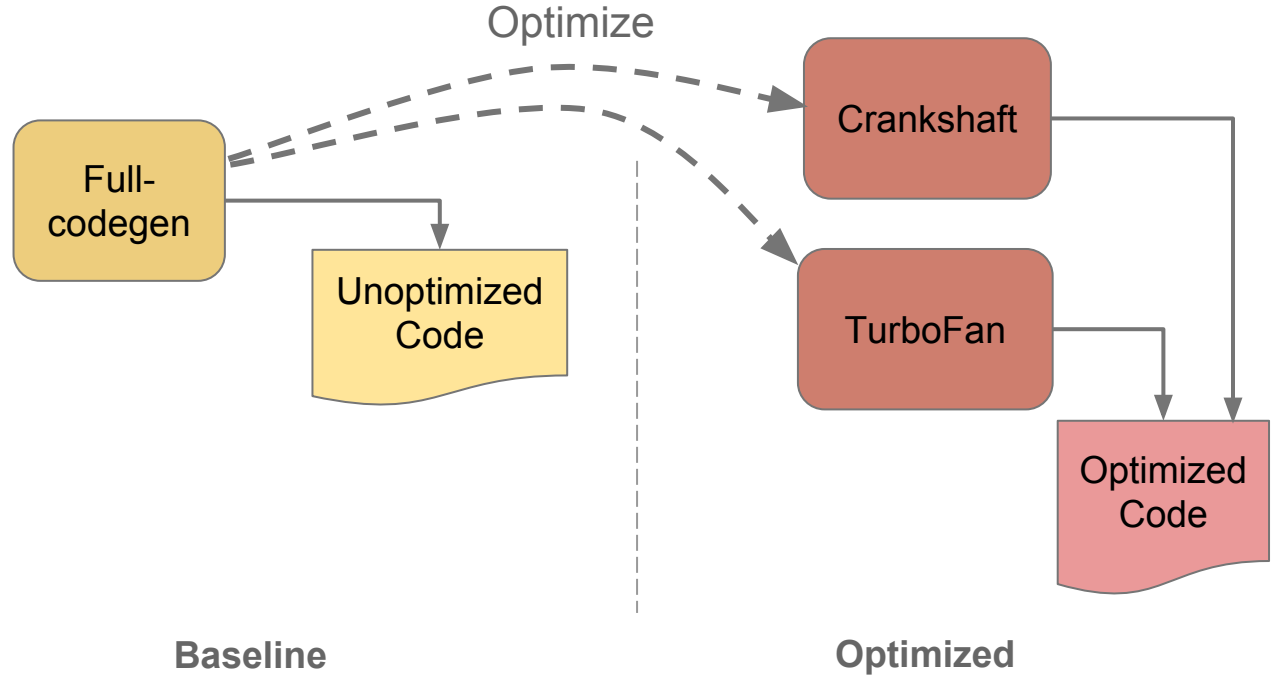 Optimize
Crankshaft
Full-
codegen
Unoptimized
Code
TurboFan
Optimized
Code
Baseline
Optimized